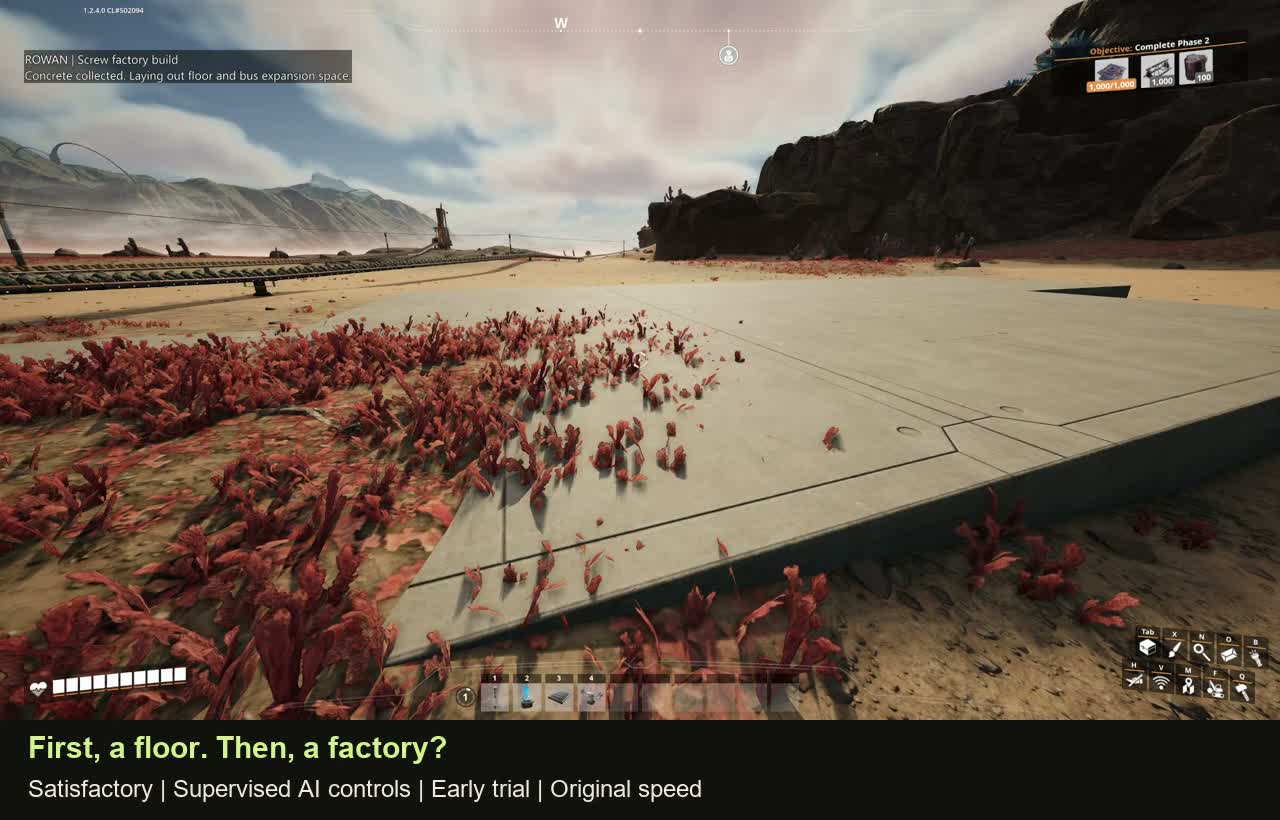 1.2.4.0 CL#502094
W
ROWAN | Screw factory build
Concrete collected. Laying out floor and bus expansion space.
Objective: Complete Phase 2
1,000/1,000
1,000
100
Tab X N O B
H V M F Q
1
1 2 3 4
First, a floor. Then, a factory?
Satisfactory | Supervised AI controls | Early trial | Original speed